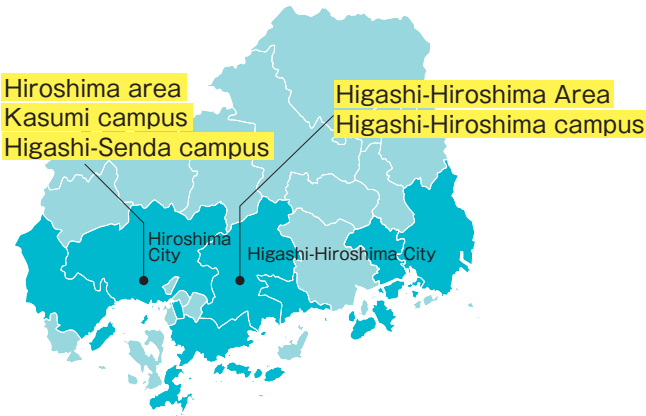 Hiroshima area
Kasumi campus
Higashi-Senda campus
Higashi-Hiroshima Area
Higashi-Hiroshima campus
Hiroshima
City
Higashi-Hiroshima City